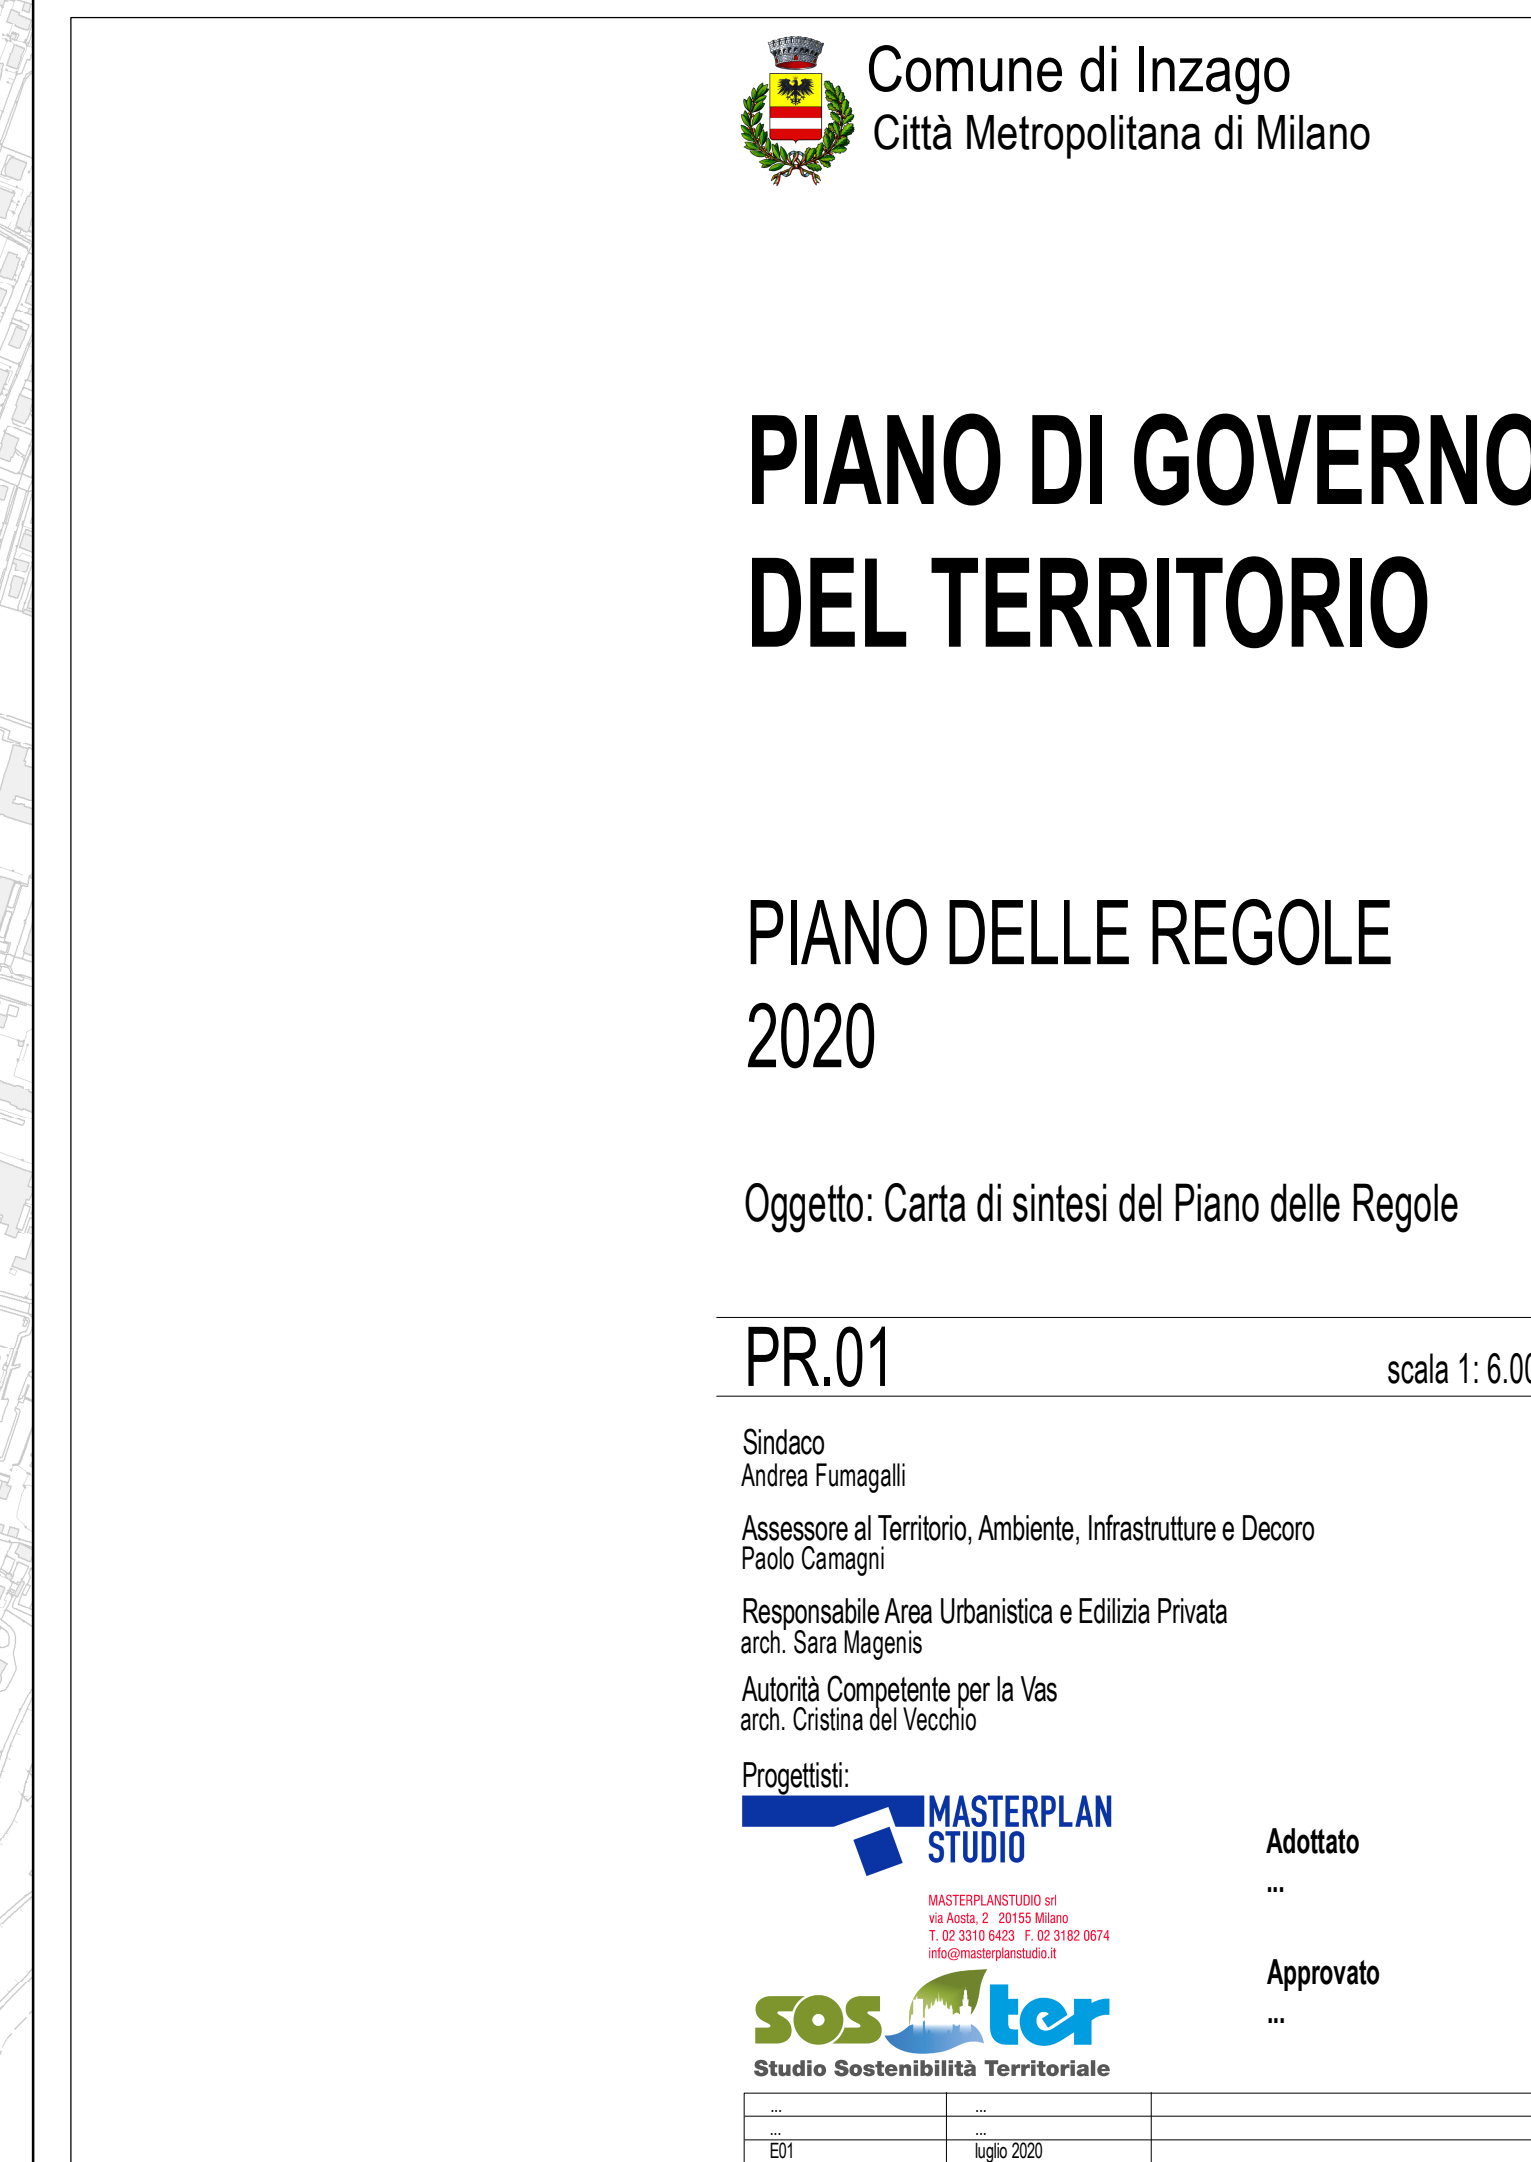 Comune di Inzago
Città Metropolitana di Milano
PIANO DI GOVERNO
DEL TERRITORIO
PIANO DELLE REGOLE
2020
Oggetto: Carta di sintesi del Piano delle Regole
PR.01 scala 1: 6.00
Sindaco
Andrea Fumagalli
Assessore al Territorio, Ambiente, Infrastrutture e Decoro
Paolo Camagni
Responsabile Area Urbanistica e Edilizia Privata
arch. Sara Magenis
Autorità Competente per la Vas
arch. Cristina del Vecchio
Progettisti:
MASTERPLAN
STUDIO
MASTERPLANSTUDIO srl
via Aosta, 2 20155 Milano
T. 02 3310 6423 F. 02 3182 0674
info@masterplanstudio.it
Adottato
...
Approvato
...
sos ter
Studio Sostenibilità Territoriale
... ...
... ...
E01 luglio 2020